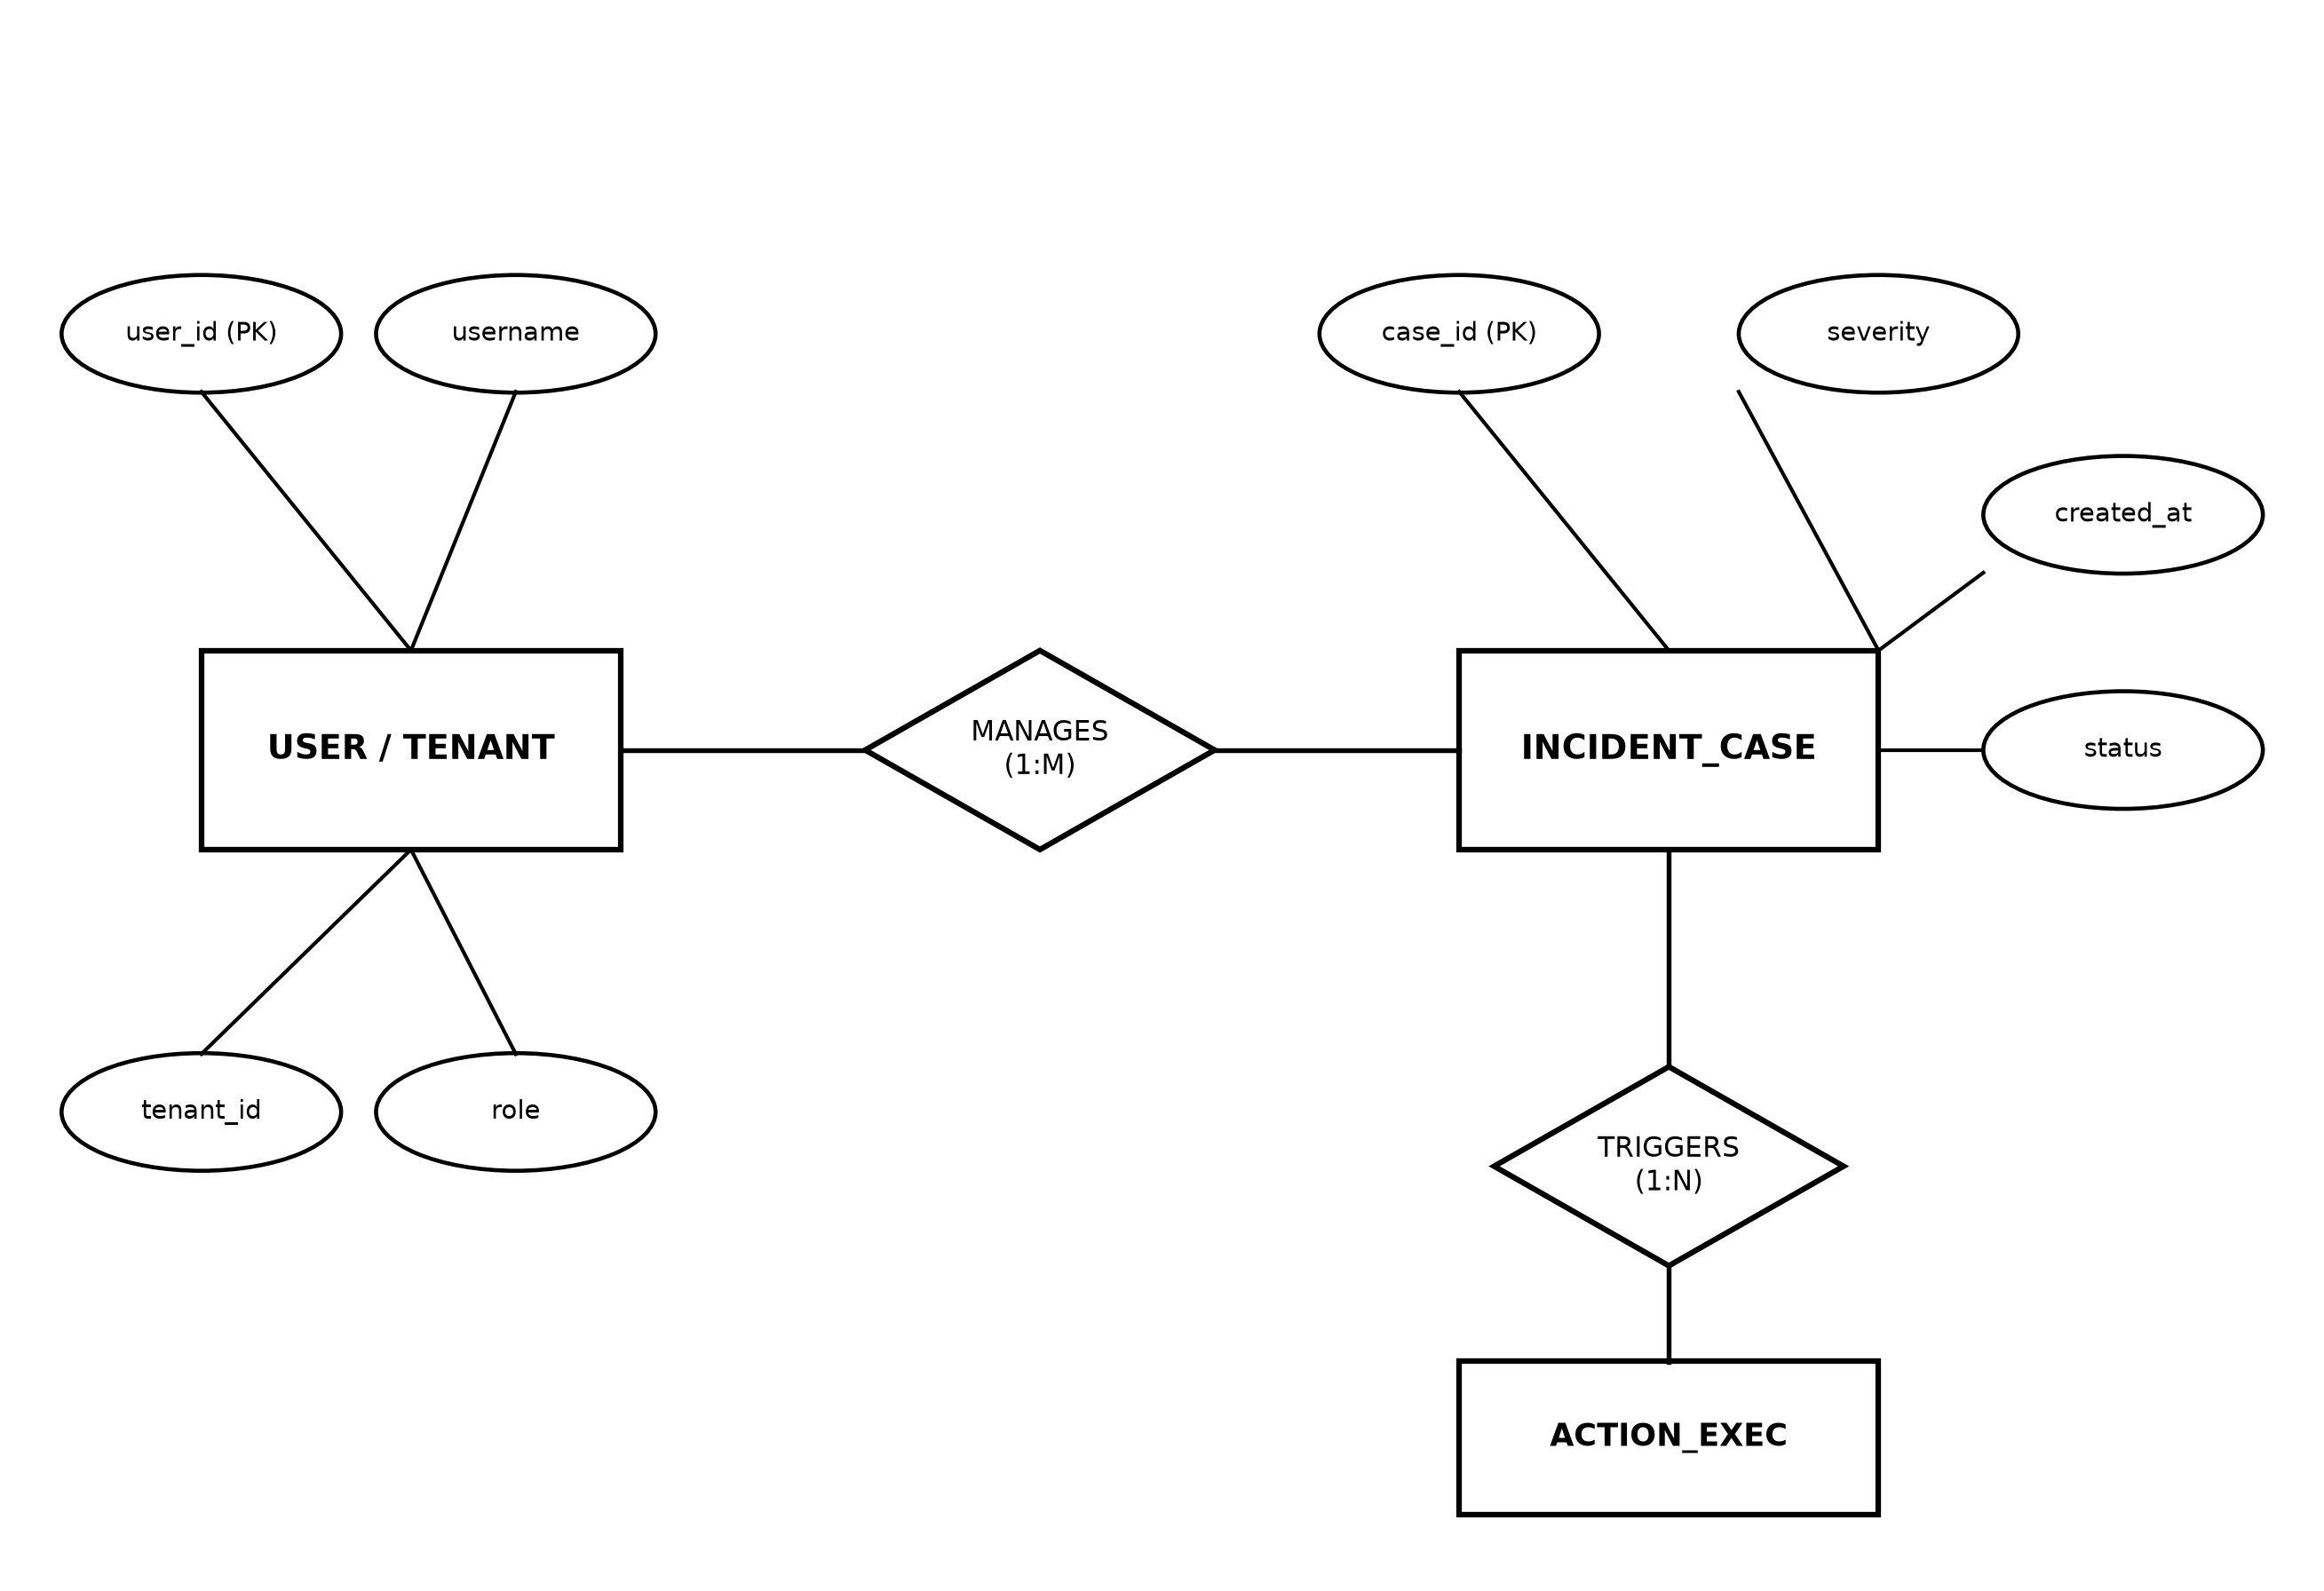 user_id (PK)
username
case_id (PK)
severity
created_at
USER / TENANT
MANAGES
(1:M)
INCIDENT_CASE
status
tenant_id
role
TRIGGERS
(1:N)
ACTION_EXEC